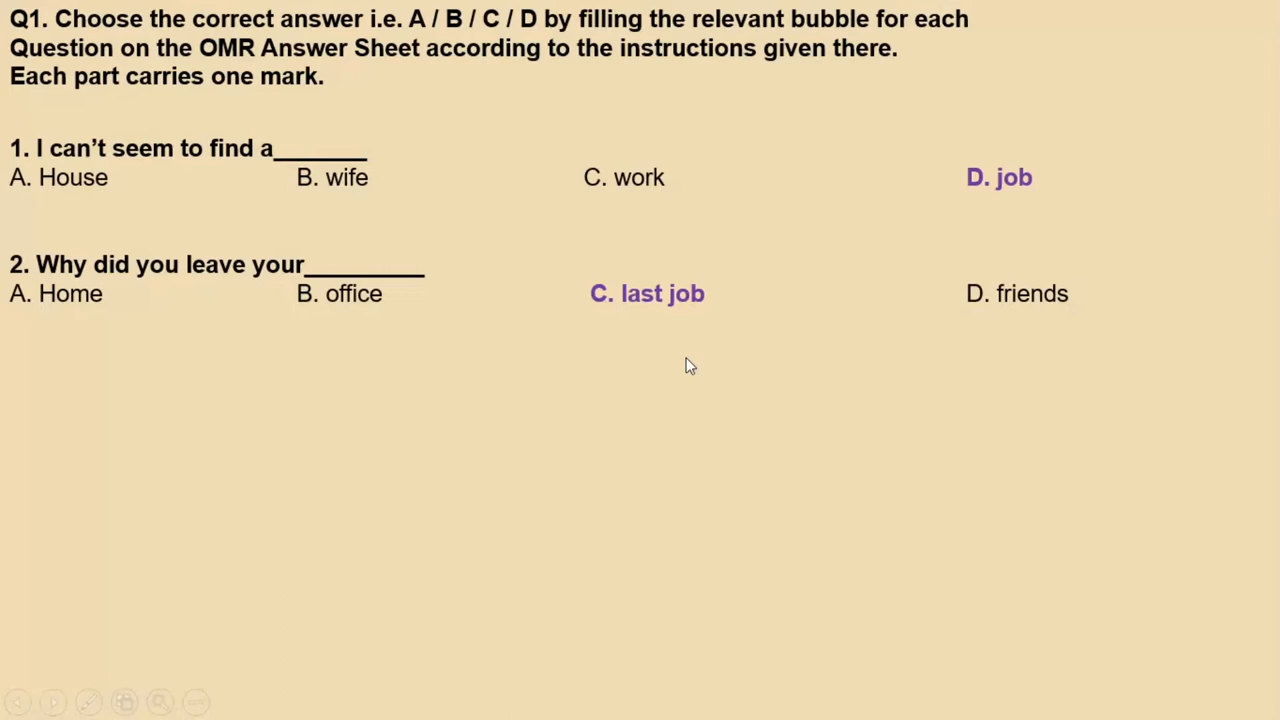 Q1. Choose the correct answer i.e. A / B / C / D by filling the relevant bubble for each
Question on the OMR Answer Sheet according to the instructions given there.
Each part carries one mark.
1. I can’t seem to find a_______
A. House B. wife C. work D. job
2. Why did you leave your_________
A. Home B. office C. last job D. friends